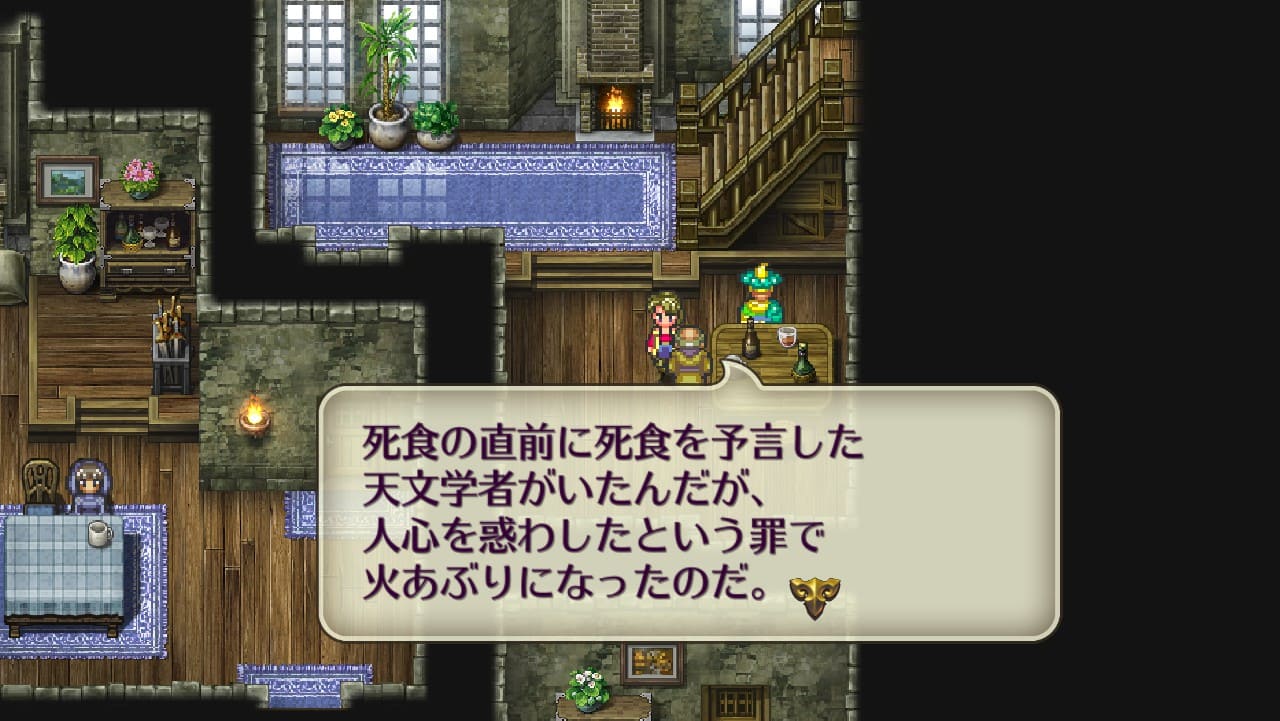 死食の直前に死食を予言した
天文学者がいたんだが、
人心を惑わしたという罪で
火あぶりになったのだ。